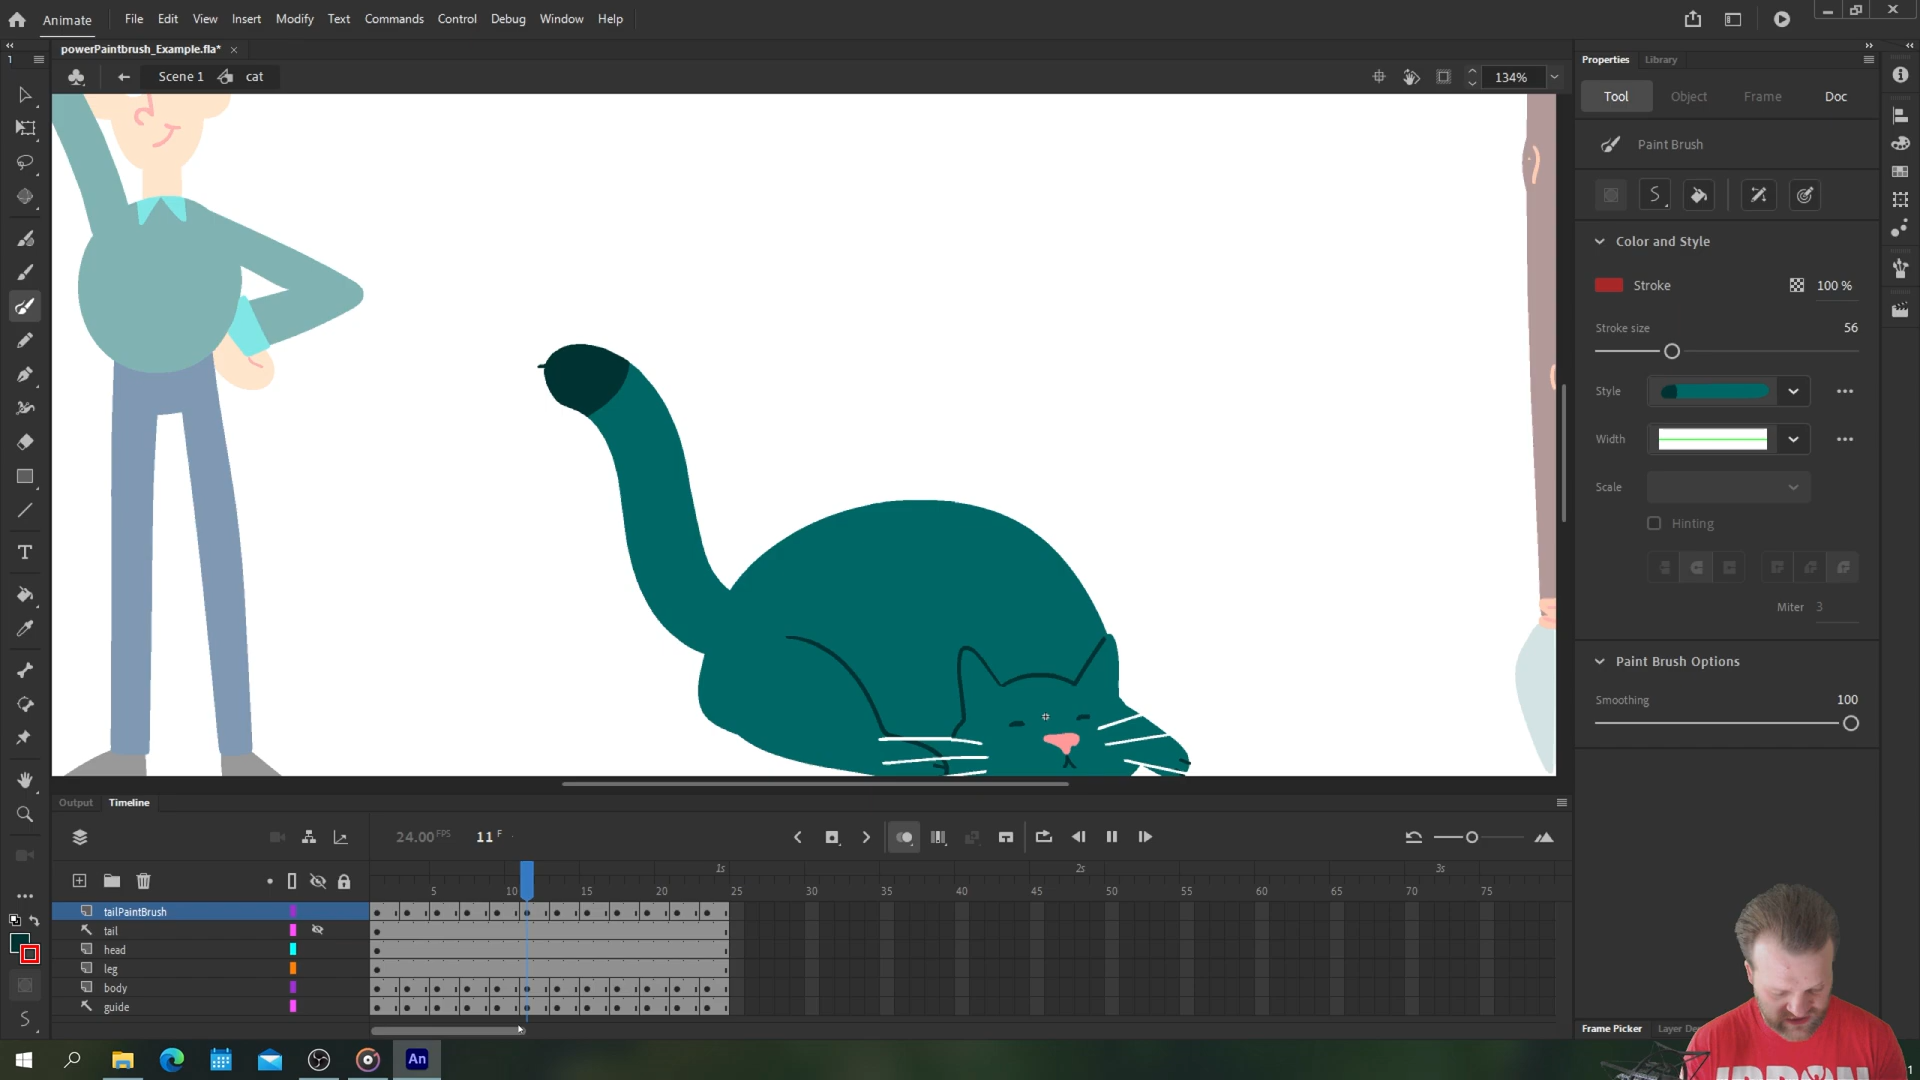 Animate File Edit View Insert Modify Text Commands Control Debug Window Help
powerPaintbrush_Example.fla*
1
Scene 1 cat 134%
Properties Library
Tool Object Frame Doc
Paint Brush
Color and Style
Stroke 100 %
Stroke size 56
Style
Width
Scale
Hinting
Miter 3
Paint Brush Options
Smoothing 100
T
Output Timeline
24.00 FPS 11 F
1s 2s 3s
5 10 15 20 25 30 35 40 45 50 55 60 65 70 75
tailPaintBrush
tail
head
leg
body
guide
Frame Picker
An